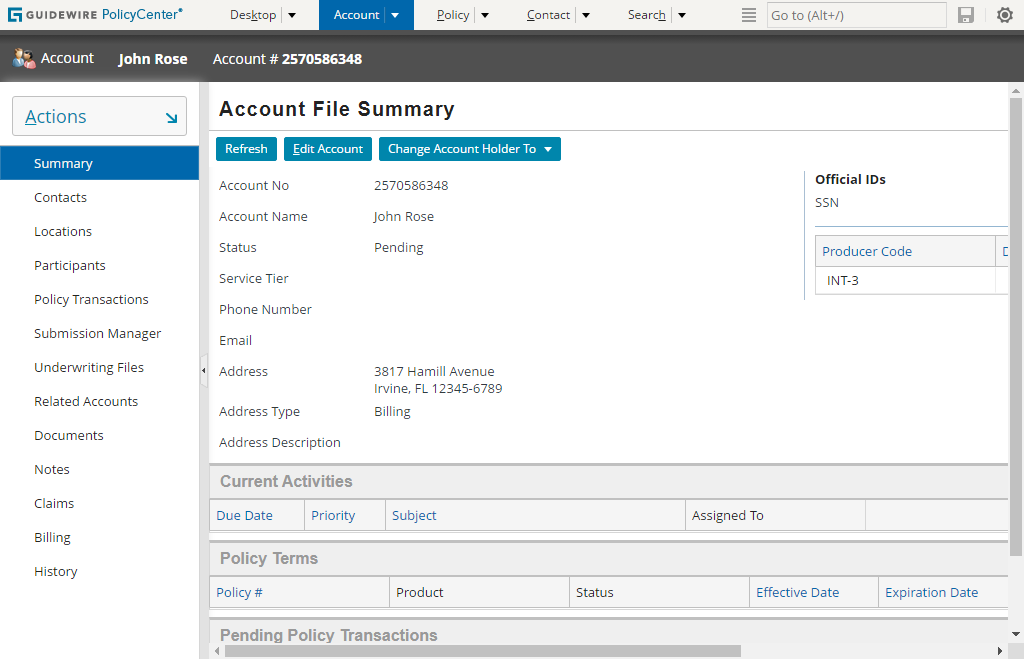 GUIDEWIRE PolicyCenter® Desktop Account Policy Contact Search Go to (Alt+/)
Account John Rose Account # 2570586348
Actions
Summary
Contacts
Locations
Participants
Policy Transactions
Submission Manager
Underwriting Files
Related Accounts
Documents
Notes
Claims
Billing
History
Account File Summary
Refresh Edit Account Change Account Holder To
Account No 2570586348
Account Name John Rose
Status Pending
Service Tier
Phone Number
Email
Address 3817 Hamill Avenue
Irvine, FL 12345-6789
Address Type Billing
Address Description
Official IDs
SSN
Producer Code D
INT-3
Current Activities
Due Date Priority Subject Assigned To
Policy Terms
Policy # Product Status Effective Date Expiration Date
Pending Policy Transactions